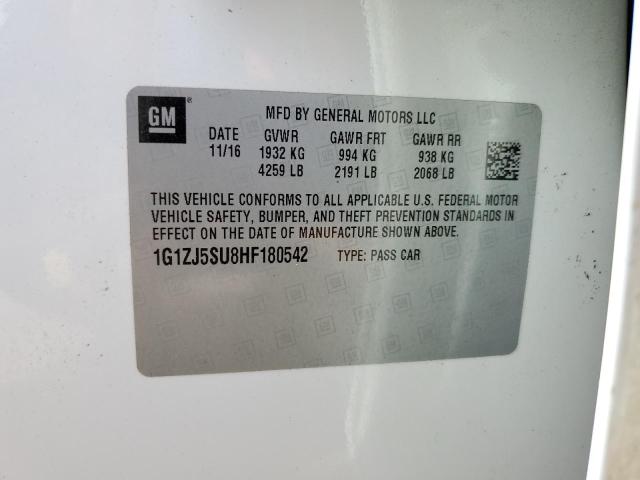 GM ®
MFD BY GENERAL MOTORS LLC
DATE GVWR GAWR FRT GAWR RR
11/16 1932 KG 994 KG 938 KG
4259 LB 2191 LB 2068 LB
THIS VEHICLE CONFORMS TO ALL APPLICABLE U.S. FEDERAL MOTOR
VEHICLE SAFETY, BUMPER, AND THEFT PREVENTION STANDARDS IN
EFFECT ON THE DATE OF MANUFACTURE SHOWN ABOVE.
1G1ZJ5SU8HF180542 TYPE: PASS CAR